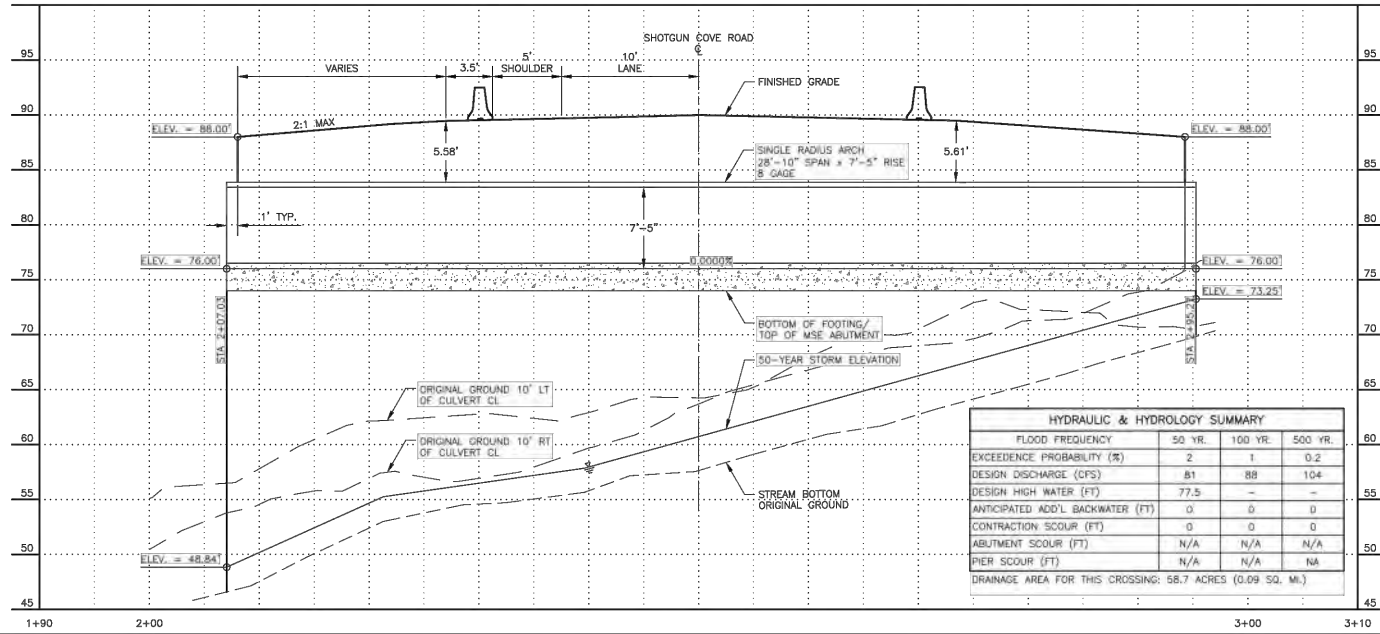 SHOTGUN COVE ROAD
℄
95
95
VARIES
3.5'
5'
SHOULDER
10'
LANE
FINISHED GRADE
90
90
ELEV. = 88.00'
2:1 MAX
ELEV. = 88.00'
5.58'
SINGLE RADIUS ARCH
28'-10" SPAN x 7'-5" RISE
8 GAGE
5.61'
85
85
1' TYP.
7'-5"
80
80
ELEV. = 76.00'
0.0000%
ELEV. = 76.00'
75
75
ELEV. = 73.25'
STA 2+07.03
BOTTOM OF FOOTING/
TOP OF MSE ABUTMENT
70
70
50-YEAR STORM ELEVATION
65
65
ORIGINAL GROUND 10' LT
OF CULVERT CL
ORIGINAL GROUND 10' RT
OF CULVERT CL
60
60
STREAM BOTTOM
ORIGINAL GROUND
55
55
ELEV. = 48.84'
50
50
45
45
HYDRAULIC & HYDROLOGY SUMMARY
FLOOD FREQUENCY 50 YR. 100 YR. 500 YR.
EXCEEDENCE PROBABILITY (%) 2 1 0.2
DESIGN DISCHARGE (CFS) 81 88 104
DESIGN HIGH WATER (FT) 77.5 - -
ANTICIPATED ADD'L BACKWATER (FT) 0 0 0
CONTRACTION SCOUR (FT) 0 0 0
ABUTMENT SCOUR (FT) N/A N/A N/A
PIER SCOUR (FT) N/A N/A NA
DRAINAGE AREA FOR THIS CROSSING: 58.7 ACRES (0.09 SQ. MI.)
1+90
2+00
3+00
3+10